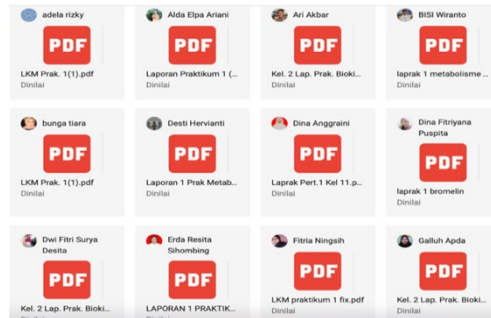 adela rizky
PDF
LKM Prak. 1(1).pdf
Dinilai
Alda Elpa Ariani
PDF
Laporan Praktikum 1 (...
Dinilai
Ari Akbar
PDF
Kel. 2 Lap. Prak. Bioki...
Dinilai
BISI Wiranto
PDF
laprak 1 metabolisme ...
Dinilai
bunga tiara
PDF
LKM Prak. 1(1).pdf
Dinilai
Desti Hervianti
PDF
Laporan 1 Prak Metab...
Dinilai
Dina Anggraini
PDF
Laprak Pert.1 Kel 11.p...
Dinilai
Dina Fitriyana
Puspita
PDF
laprak 1 bromelin
Dinilai
Dwi Fitri Surya
Desita
PDF
Kel. 2 Lap. Prak. Bioki...
Dinilai
Erda Resita
Sihombing
PDF
LAPORAN 1 PRAKTIK...
Dinilai
Fitria Ningsih
PDF
LKM praktikum 1 fix.pdf
Dinilai
Galluh Apda
PDF
Kel. 2 Lap. Prak. Bioki...
Dinilai